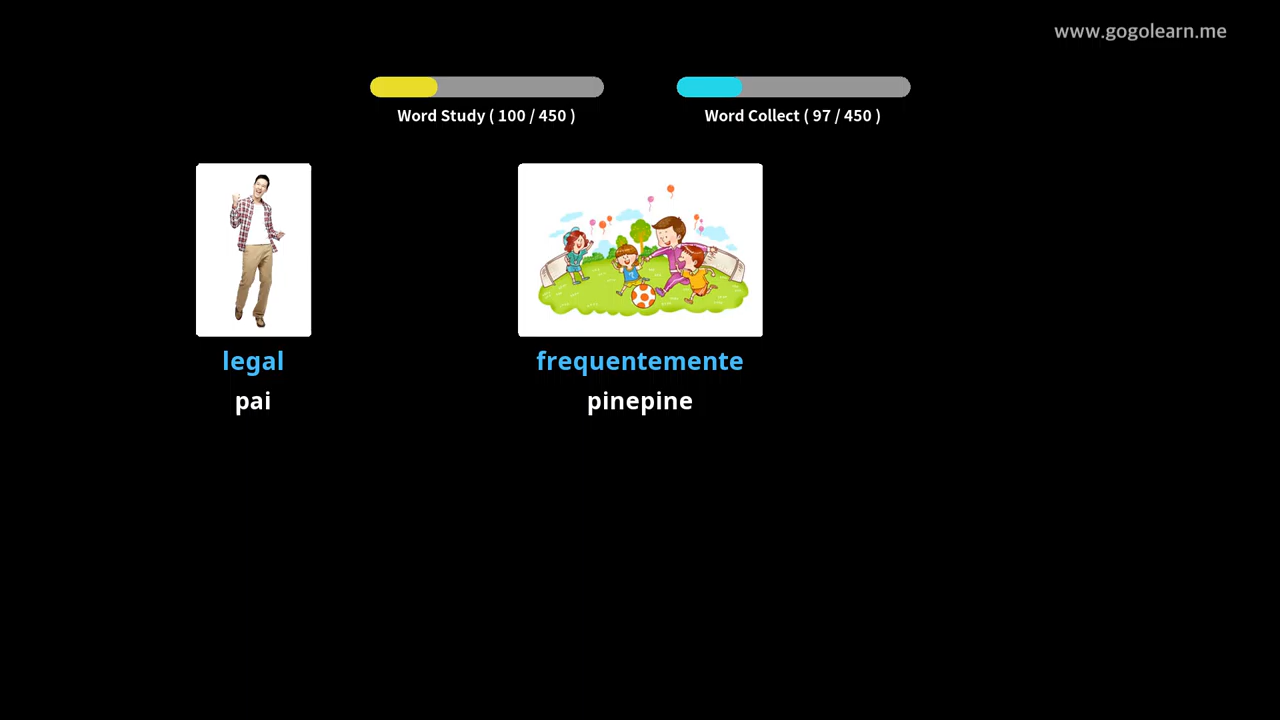 www.gogolearn.me
Word Study ( 100 / 450 )
Word Collect ( 97 / 450 )
legal
pai
frequentemente
pinepine